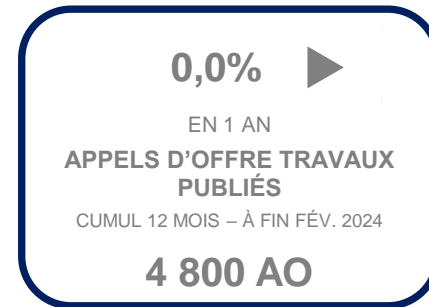 0,0%
EN 1 AN
APPELS D’OFFRE TRAVAUX
PUBLIÉS
CUMUL 12 MOIS – À FIN FÉV. 2024
4 800 AO